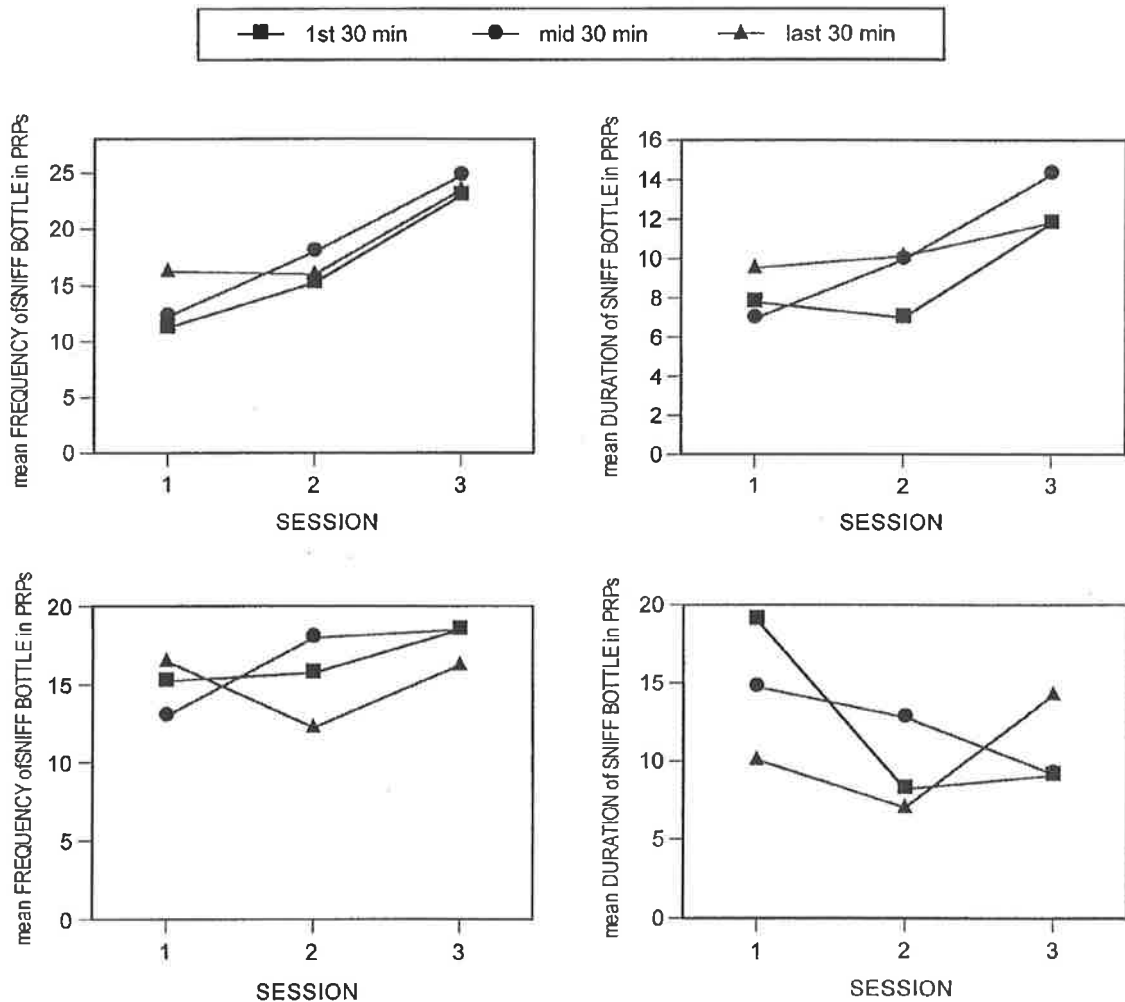 1st 30 min mid 30 min last 30 min
mean FREQUENCY ofSNIFF BOTTLE in PRPs
25
20
15
10
5
0
1 2 3
SESSION
mean DURATION of SNIFF BOTTLE in PRPs
16
14
12
10
8
6
4
2
0
1 2 3
SESSION
mean FREQUENCY ofSNIFF BOTTLE in PRPs
20
15
10
5
0
1 2 3
SESSION
mean DURATION of SNIFF BOTTLE in PRPs
20
15
10
5
0
1 2 3
SESSION